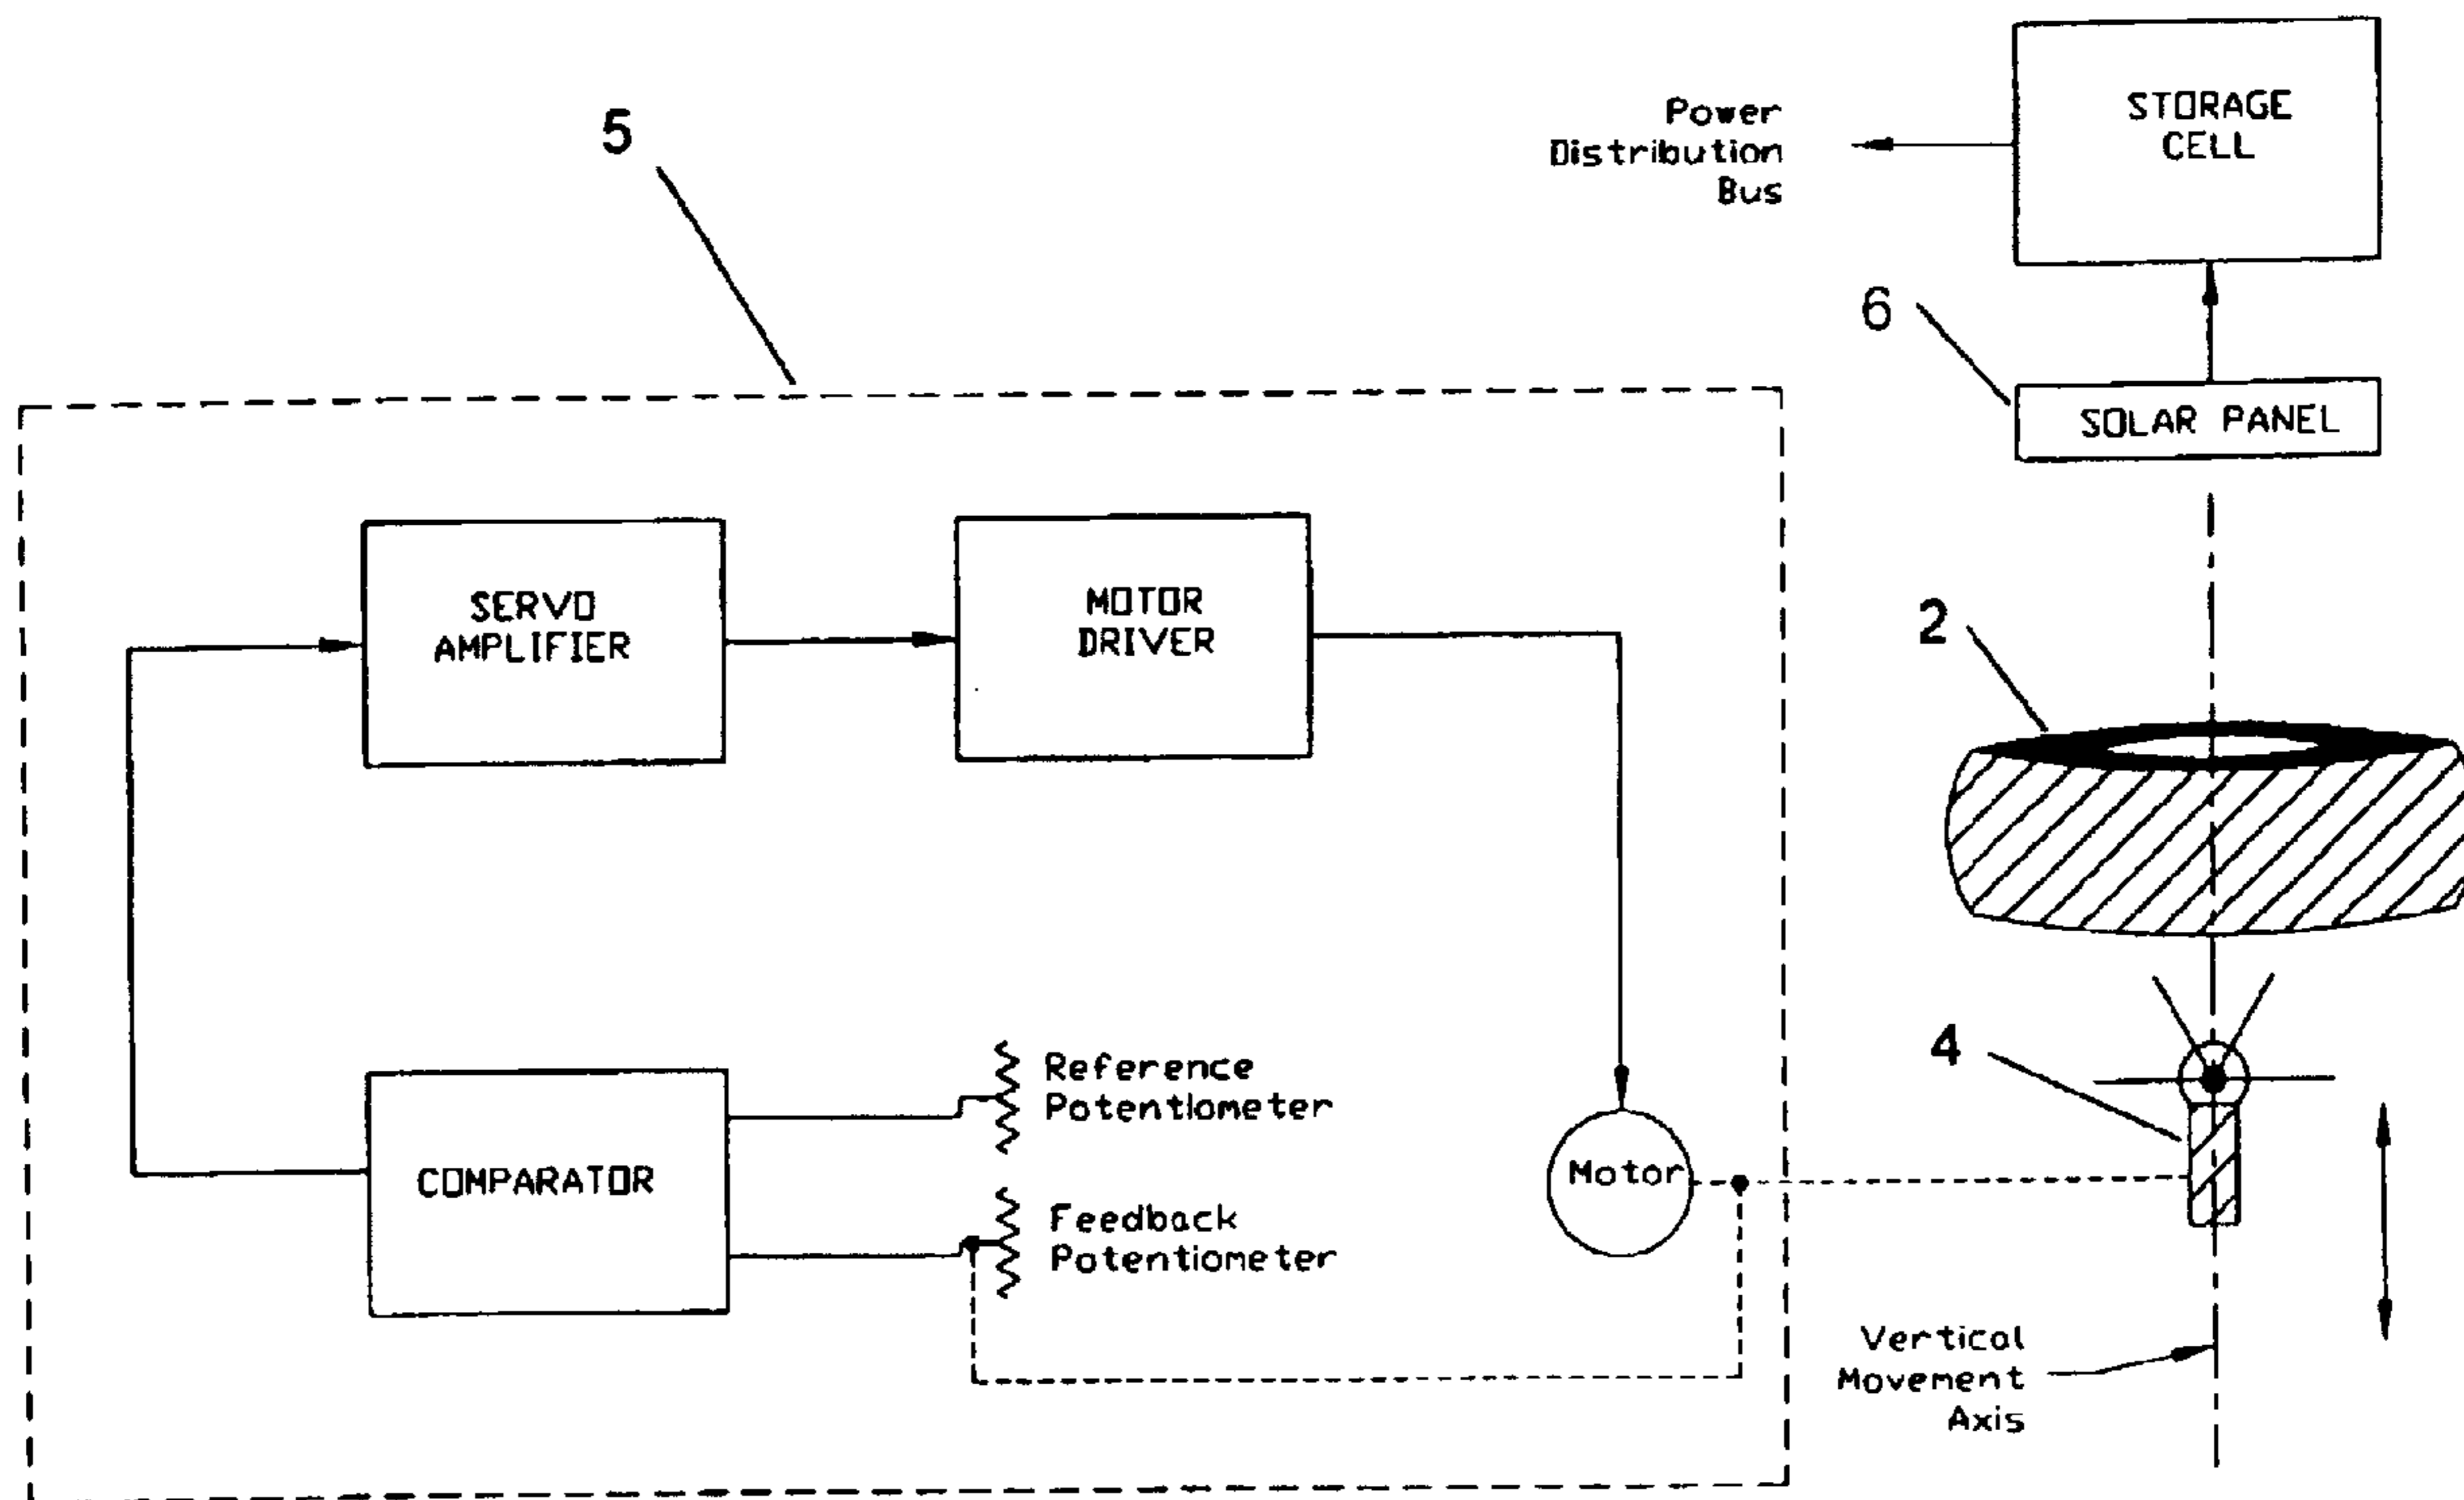 STORAGE
CELL
Power
Distribution
Bus
5
6
SOLAR PANEL
SERVO
AMPLIFIER
MOTOR
DRIVER
2
4
Reference
Potentiometer
COMPARATOR
Motor
Feedback
Potentiometer
Vertical
Movement
Axis